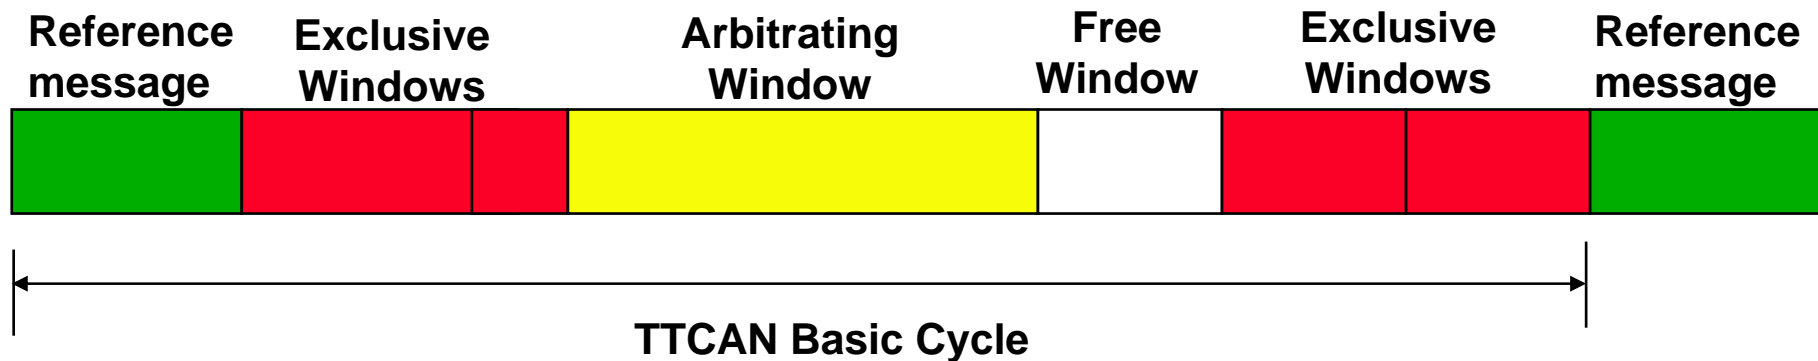 Reference
message
Exclusive
Windows
Arbitrating
Window
Free
Window
Exclusive
Windows
Reference
message
TTCAN Basic Cycle